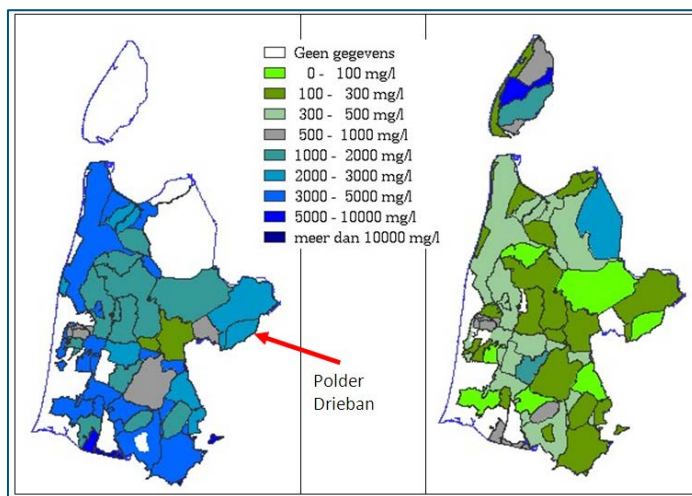 Geen gegevens
0 - 100 mg/l
100 - 300 mg/l
300 - 500 mg/l
500 - 1000 mg/l
1000 - 2000 mg/l
2000 - 3000 mg/l
3000 - 5000 mg/l
5000 - 10000 mg/l
meer dan 10000 mg/l
Polder
Drieban